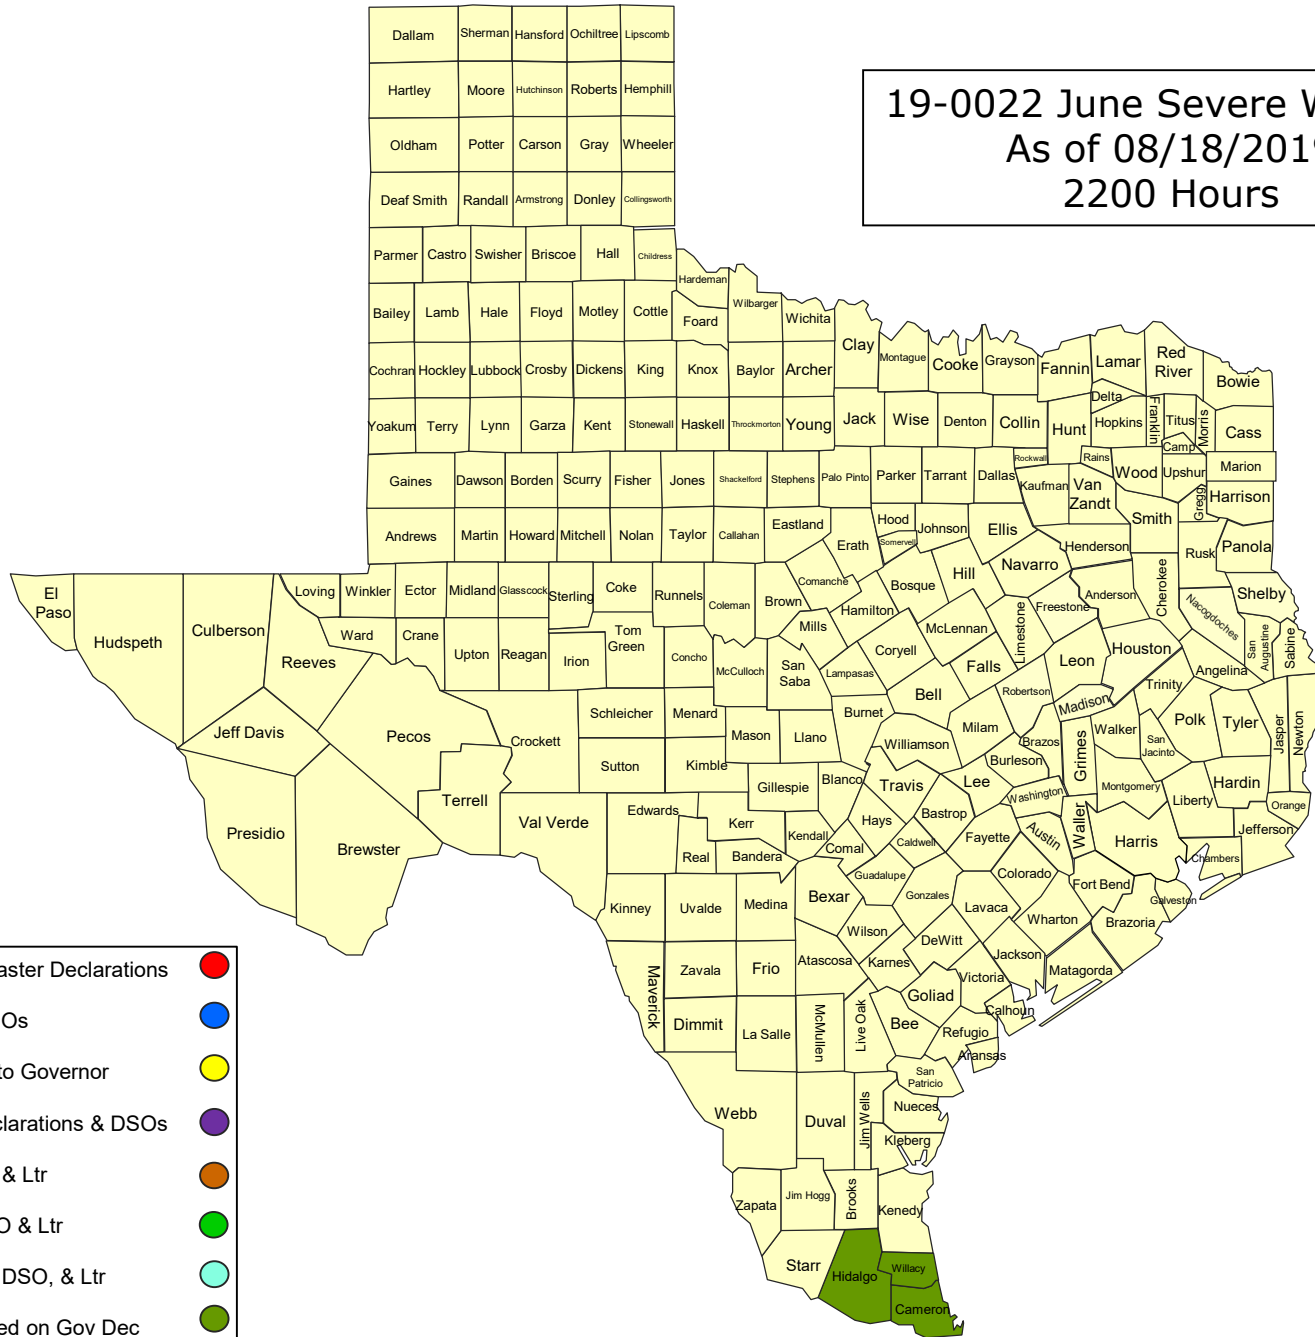 Dallam Sherman Hansford Ochiltree Lipscomb
Hartley Moore Hutchinson Roberts Hemphill
19-0022 June Severe
As of 08/18/201
2200 Hours
Oldham Potter Carson Gray Wheeler
Deaf Smith Randall Armstrong Donley Collingsworth
Parmer Castro Swisher Briscoe Hall Childress
Hardeman
Bailey Lamb Hale Floyd Motley Cottle Foard Wilbarger Wichita
Clay Montague Cooke Grayson Fannin Lamar Red
River
Bowie
Cochran Hockley Lubbock Crosby Dickens King Knox Baylor Archer
Delta
Yoakum Terry Lynn Garza Kent Stonewall Haskell Throckmorton Young Jack Wise Denton Collin Hunt Hopkins Franklin Titus Morris Cass
Camp
Gaines Dawson Borden Scurry Fisher Jones Shackelford Stephens Palo Pinto Parker Tarrant Dallas Rockwall Kaufman Rains Van
Zandt
Wood Upshur Marion
Gregg Harrison
Andrews Martin Howard Mitchell Nolan Taylor Callahan Eastland Erath Hood Somervell Johnson Ellis Henderson Smith Rusk Panola
El
Paso
Hudspeth Culberson Loving Winkler Ector Midland Glasscock Sterling Coke Runnels Coleman Brown Comanche Hamilton Bosque Hill Navarro Freestone Anderson Cherokee Nacogdoches Shelby
Reeves Ward Crane Upton Reagan Irion Tom
Green
Concho McCulloch San
Saba
Mills Lampasas Coryell McLennan Limestone Falls Leon Houston Angelina San
Augustine
Sabine
Jeff Davis Pecos Crockett Schleicher Menard Mason Llano Burnet Bell Milam Robertson Madison Trinity Walker San
Jacinto
Polk Tyler Jasper Newton
Sutton Kimble Gillespie Blanco Williamson Travis Lee Burleson Brazos Grimes Washington Montgomery Liberty Hardin Orange
Presidio Brewster Terrell Val Verde Edwards Kerr Real Bandera Kendall Comal Hays Caldwell Bastrop Fayette Austin Waller Harris Chambers Jefferson
Kinney Uvalde Medina Bexar Guadalupe Gonzales Lavaca Colorado Wharton Fort Bend Brazoria Galveston
Maverick Zavala Frio Atascosa Wilson Karnes DeWitt Jackson Matagorda
Victoria
Dimmit La Salle McMullen Live Oak Bee Goliad Calhoun
Refugio
Aransas
San
Patricio
Webb Duval Jim Wells Nueces
Kleberg
Zapata Jim Hogg Brooks Kenedy
Starr Hidalgo Willacy
Cameron
aster Declarations
Os
to Governor
clarations & DSOs
& Ltr
O & Ltr
DSO, & Ltr
ed on Gov Dec